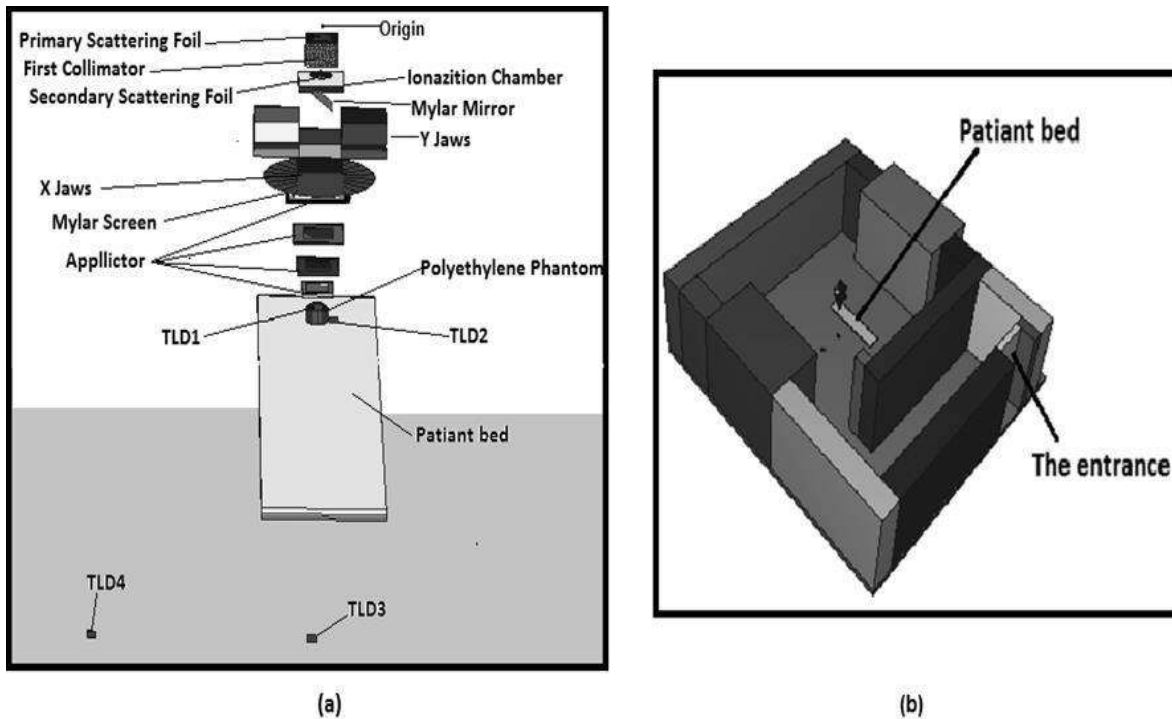 Origin
Primary Scattering Foil
First Collimator
Ionazition Chamber
Secondary Scattering Foil
Mylar Mirror
Y Jaws
X Jaws
Mylar Screen
Appllictor
Polyethylene Phantom
TLD1
TLD2
Patiant bed
TLD4
TLD3
(a)
Patiant bed
The entrance
(b)